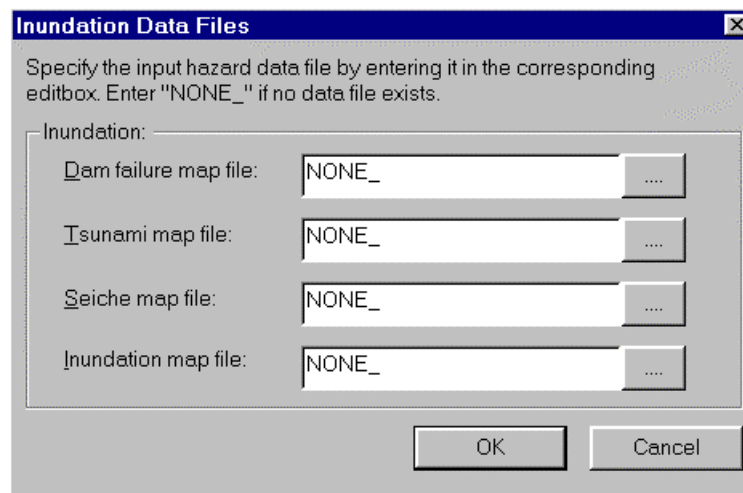 Inundation Data Files
Specify the input hazard data file by entering it in the corresponding
editbox. Enter "NONE_" if no data file exists.
Inundation:
Dam failure map file: NONE_ ....
Tsunami map file: NONE_ ....
Seiche map file: NONE_ ....
Inundation map file: NONE_ ....
OK Cancel